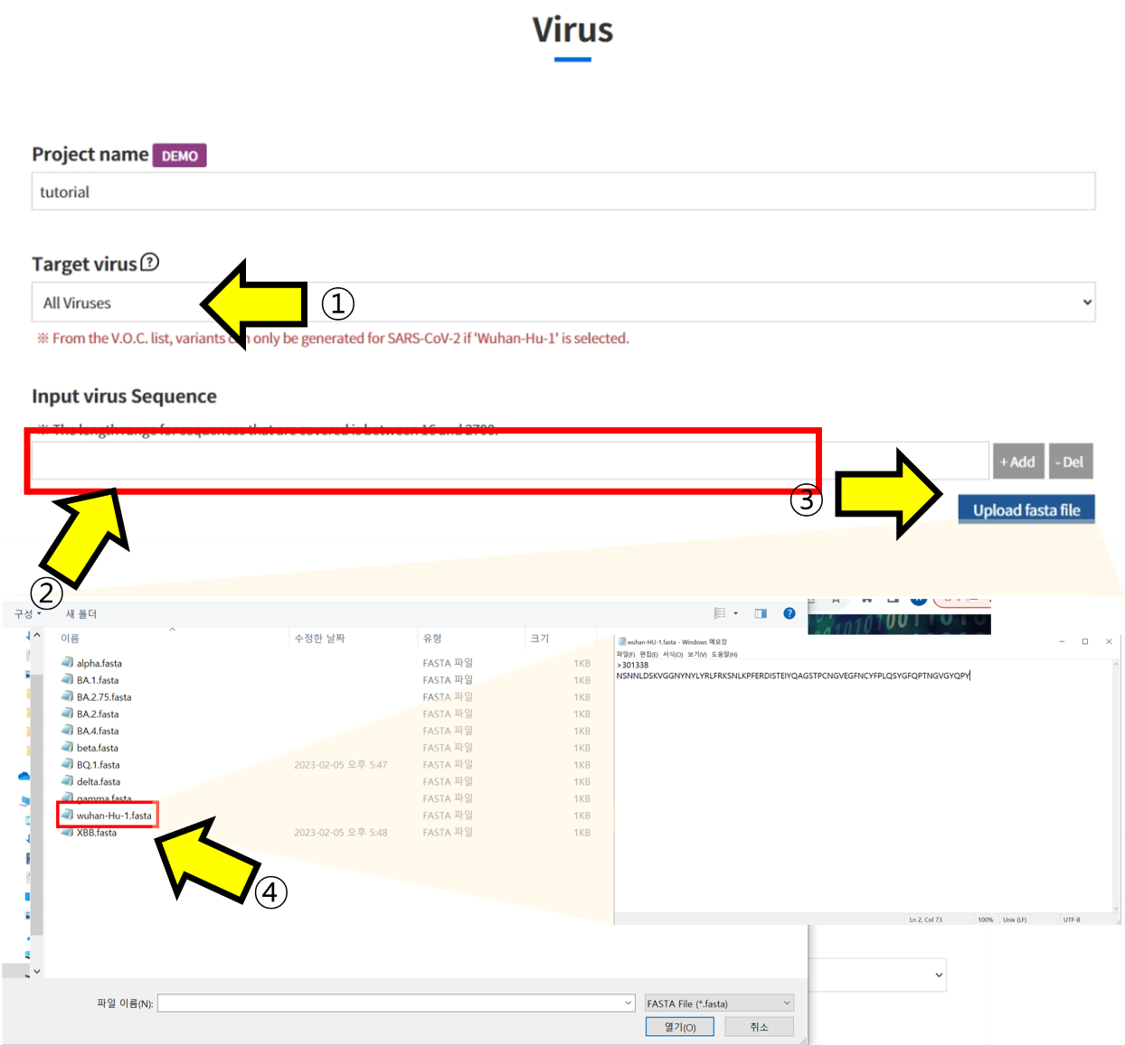 Virus
Project name DEMO
tutorial
Target virus ?
All Viruses
①
※ From the V.O.C. list, variants can only be generated for SARS-CoV-2 if 'Wuhan-Hu-1' is selected.
Input virus Sequence
※ The length range for sequences that are covered is between 16 and 2700.
+ Add - Del
③
Upload fasta file
②
구성 새 폴더
이름 수정한 날짜 유형 크기
alpha.fasta FASTA 파일 1KB
BA.1.fasta FASTA 파일 1KB
BA.2.75.fasta FASTA 파일 1KB
BA.2.fasta FASTA 파일 1KB
BA.4.fasta FASTA 파일 1KB
beta.fasta FASTA 파일 1KB
BQ.1.fasta 2023-02-05 오후 5:47 FASTA 파일 1KB
delta.fasta FASTA 파일 1KB
gamma.fasta FASTA 파일 1KB
wuhan-Hu-1.fasta FASTA 파일 1KB
XBB.fasta 2023-02-05 오후 5:48 FASTA 파일 1KB
④
wuhan-HU-1.fasta - Windows 메모장
파일(F) 편집(E) 서식(O) 보기(V) 도움말(H)
>301338
NSNNLDSKVGGNYNYLYRLFRKSNLKPFERDISTEIYQAGSTPCNGVEGFNCYFPLQSYGFQPTNGVGYQPY
Ln 2, Col 73 100% Unix (LF) UTF-8
파일 이름(N): FASTA File (*.fasta)
열기(O) 취소